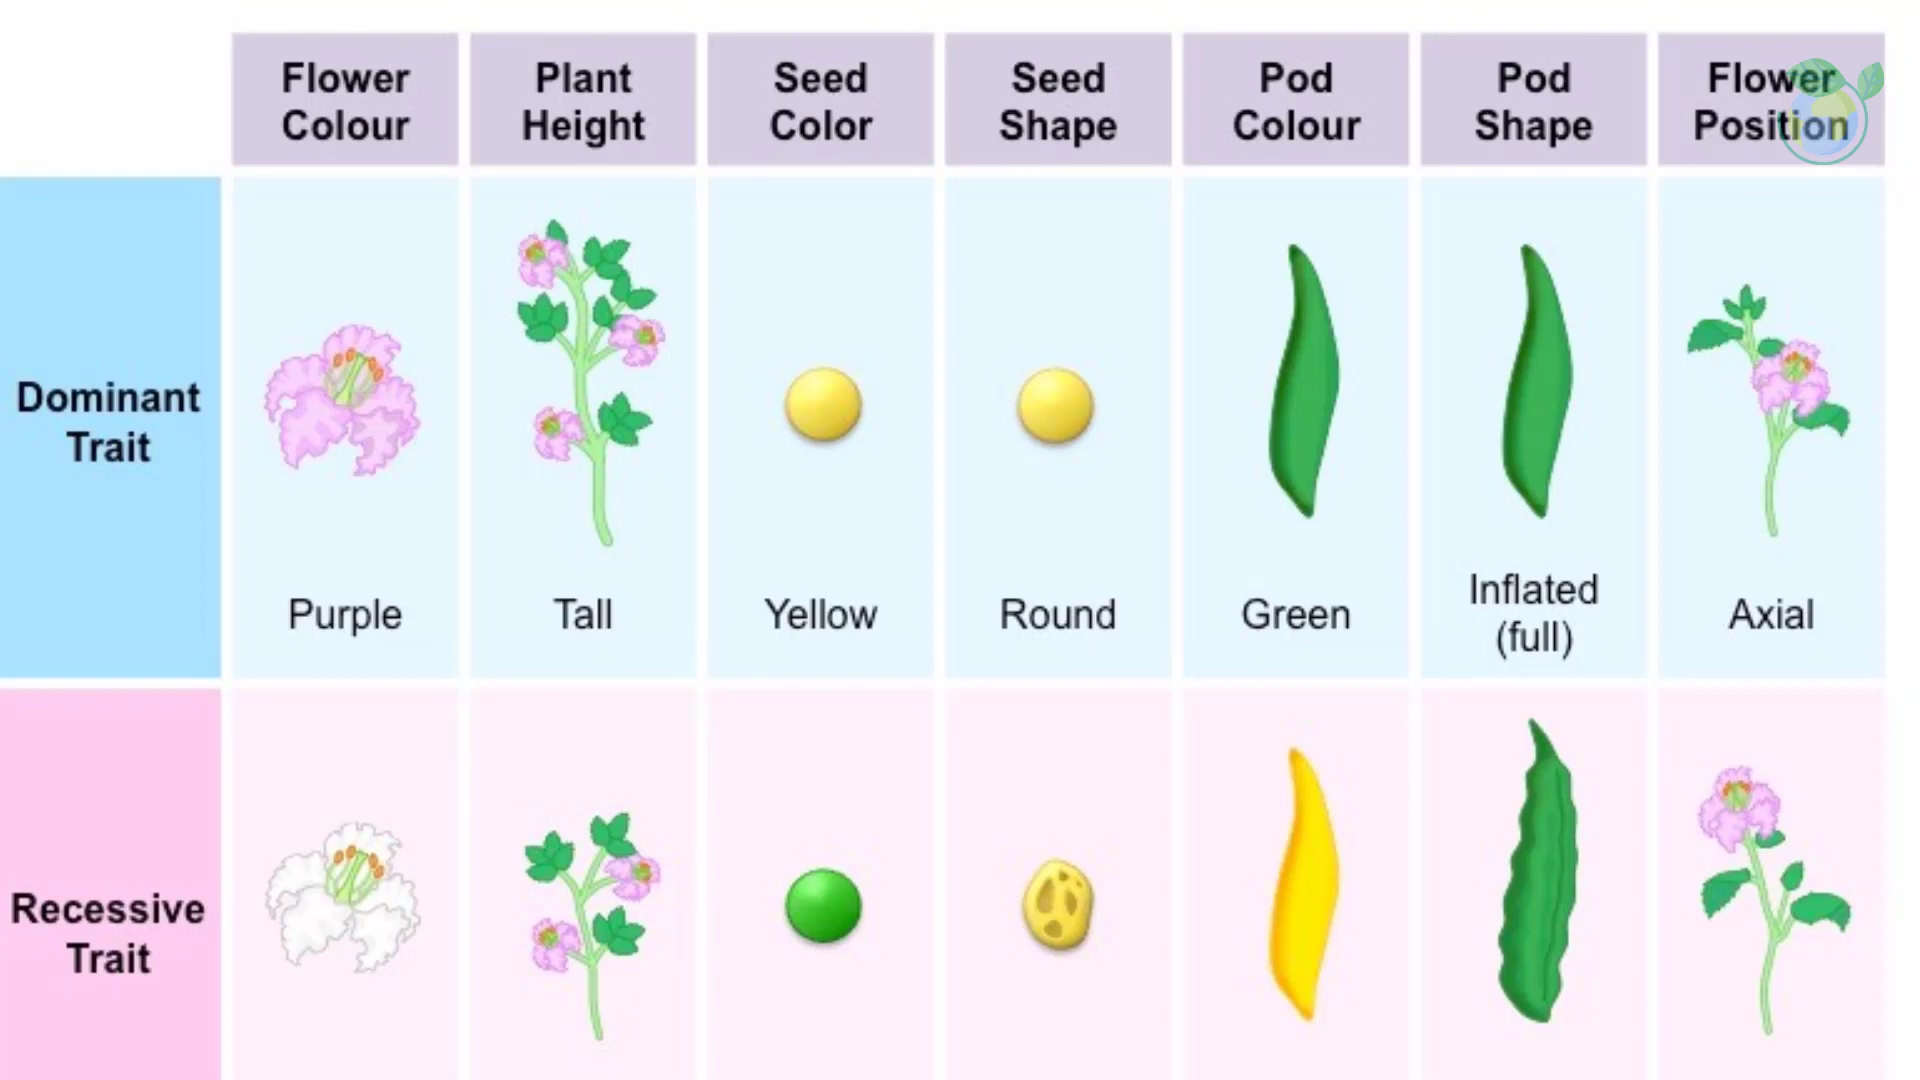 Flower
Colour
Plant
Height
Seed
Color
Seed
Shape
Pod
Colour
Pod
Shape
Flower
Position
Dominant
Trait
Purple
Tall
Yellow
Round
Green
Inflated
(full)
Axial
Recessive
Trait